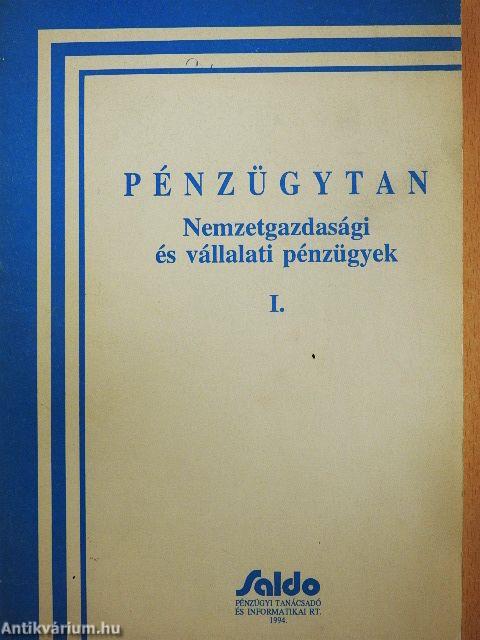 PÉNZÜGYTAN
Nemzetgazdasági
és vállalati pénzügyek
I.
Saldo
PÉNZÜGYI TANÁCSADÓ
ÉS INFORMATIKAI RT.
1994.
Antikvárium.hu